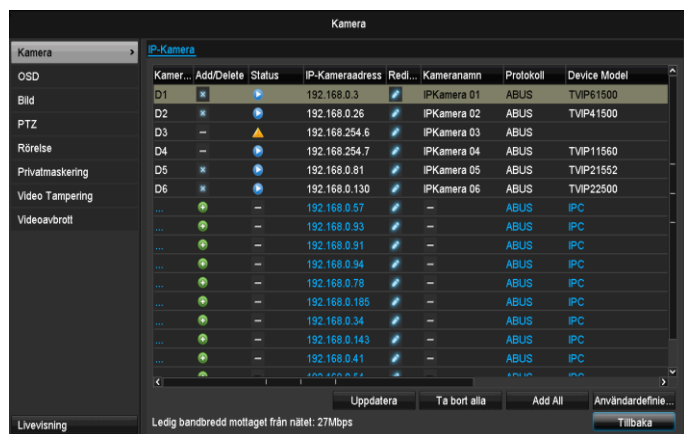 Kamera
Kamera >
OSD
Bild
PTZ
Rörelse
Privatmaskering
Video Tampering
Videoavbrott
Livevisning
IP-Kamera
Kamer... Add/Delete Status IP-Kameraadress Redi... Kameranamn Protokoll Device Model
D1 192.168.0.3 IPKamera 01 ABUS TVIP61500
D2 192.168.0.26 IPKamera 02 ABUS TVIP41500
D3 – 192.168.254.6 IPKamera 03 ABUS
D4 – 192.168.254.7 IPKamera 04 ABUS TVIP11560
D5 192.168.0.81 IPKamera 05 ABUS TVIP21552
D6 192.168.0.130 IPKamera 06 ABUS TVIP22500
... – 192.168.0.57 – ABUS IPC
... – 192.168.0.93 – ABUS IPC
... – 192.168.0.91 – ABUS IPC
... – 192.168.0.94 – ABUS IPC
... – 192.168.0.78 – ABUS IPC
... – 192.168.0.185 – ABUS IPC
... – 192.168.0.34 – ABUS IPC
... – 192.168.0.143 – ABUS IPC
... – 192.168.0.41 – ABUS IPC
Uppdatera Ta bort alla Add All Användardefinie...
Ledig bandbredd mottaget från nätet: 27Mbps Tillbaka